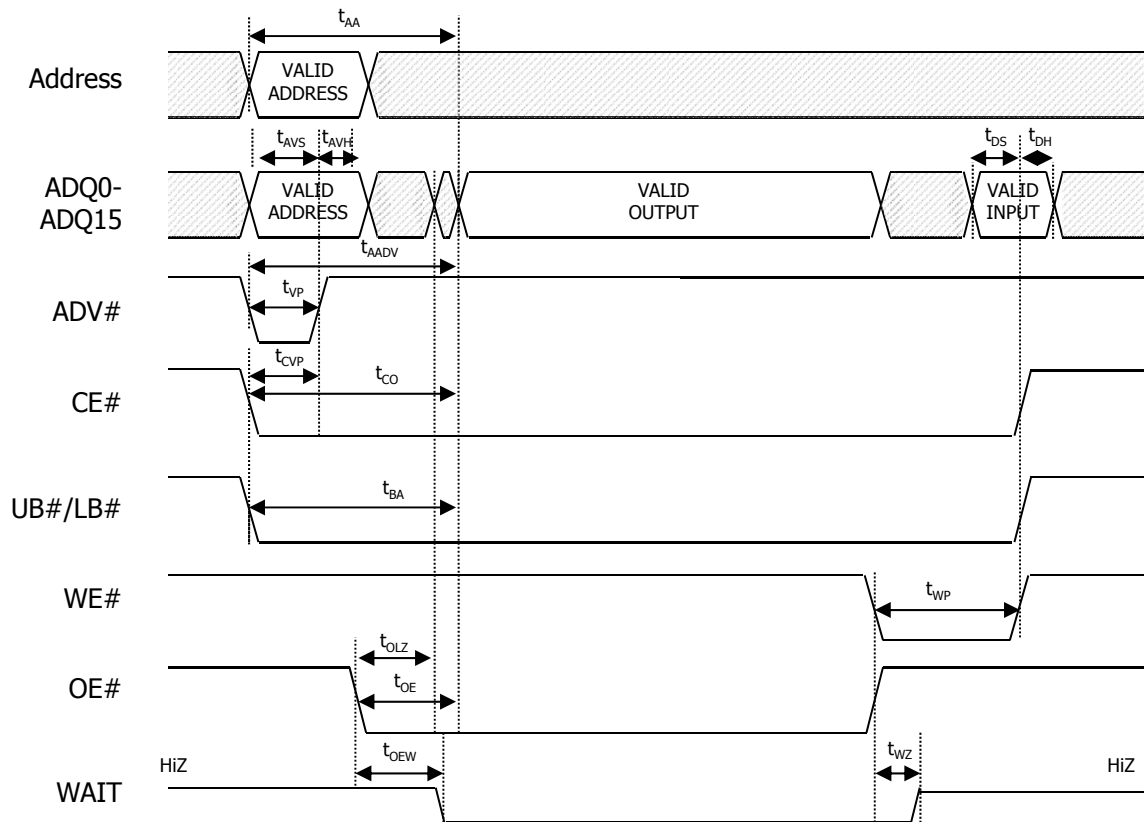 tAA
Address
VALID
ADDRESS
tAVS
tAVH
tDS
tDH
ADQ0-
ADQ15
VALID
ADDRESS
VALID
OUTPUT
VALID
INPUT
tAADV
ADV#
tVP
tCVP
CE#
tCO
UB#/LB#
tBA
WE#
tWP
tOLZ
OE#
tOE
tOEW
tWZ
HiZ
HiZ
WAIT